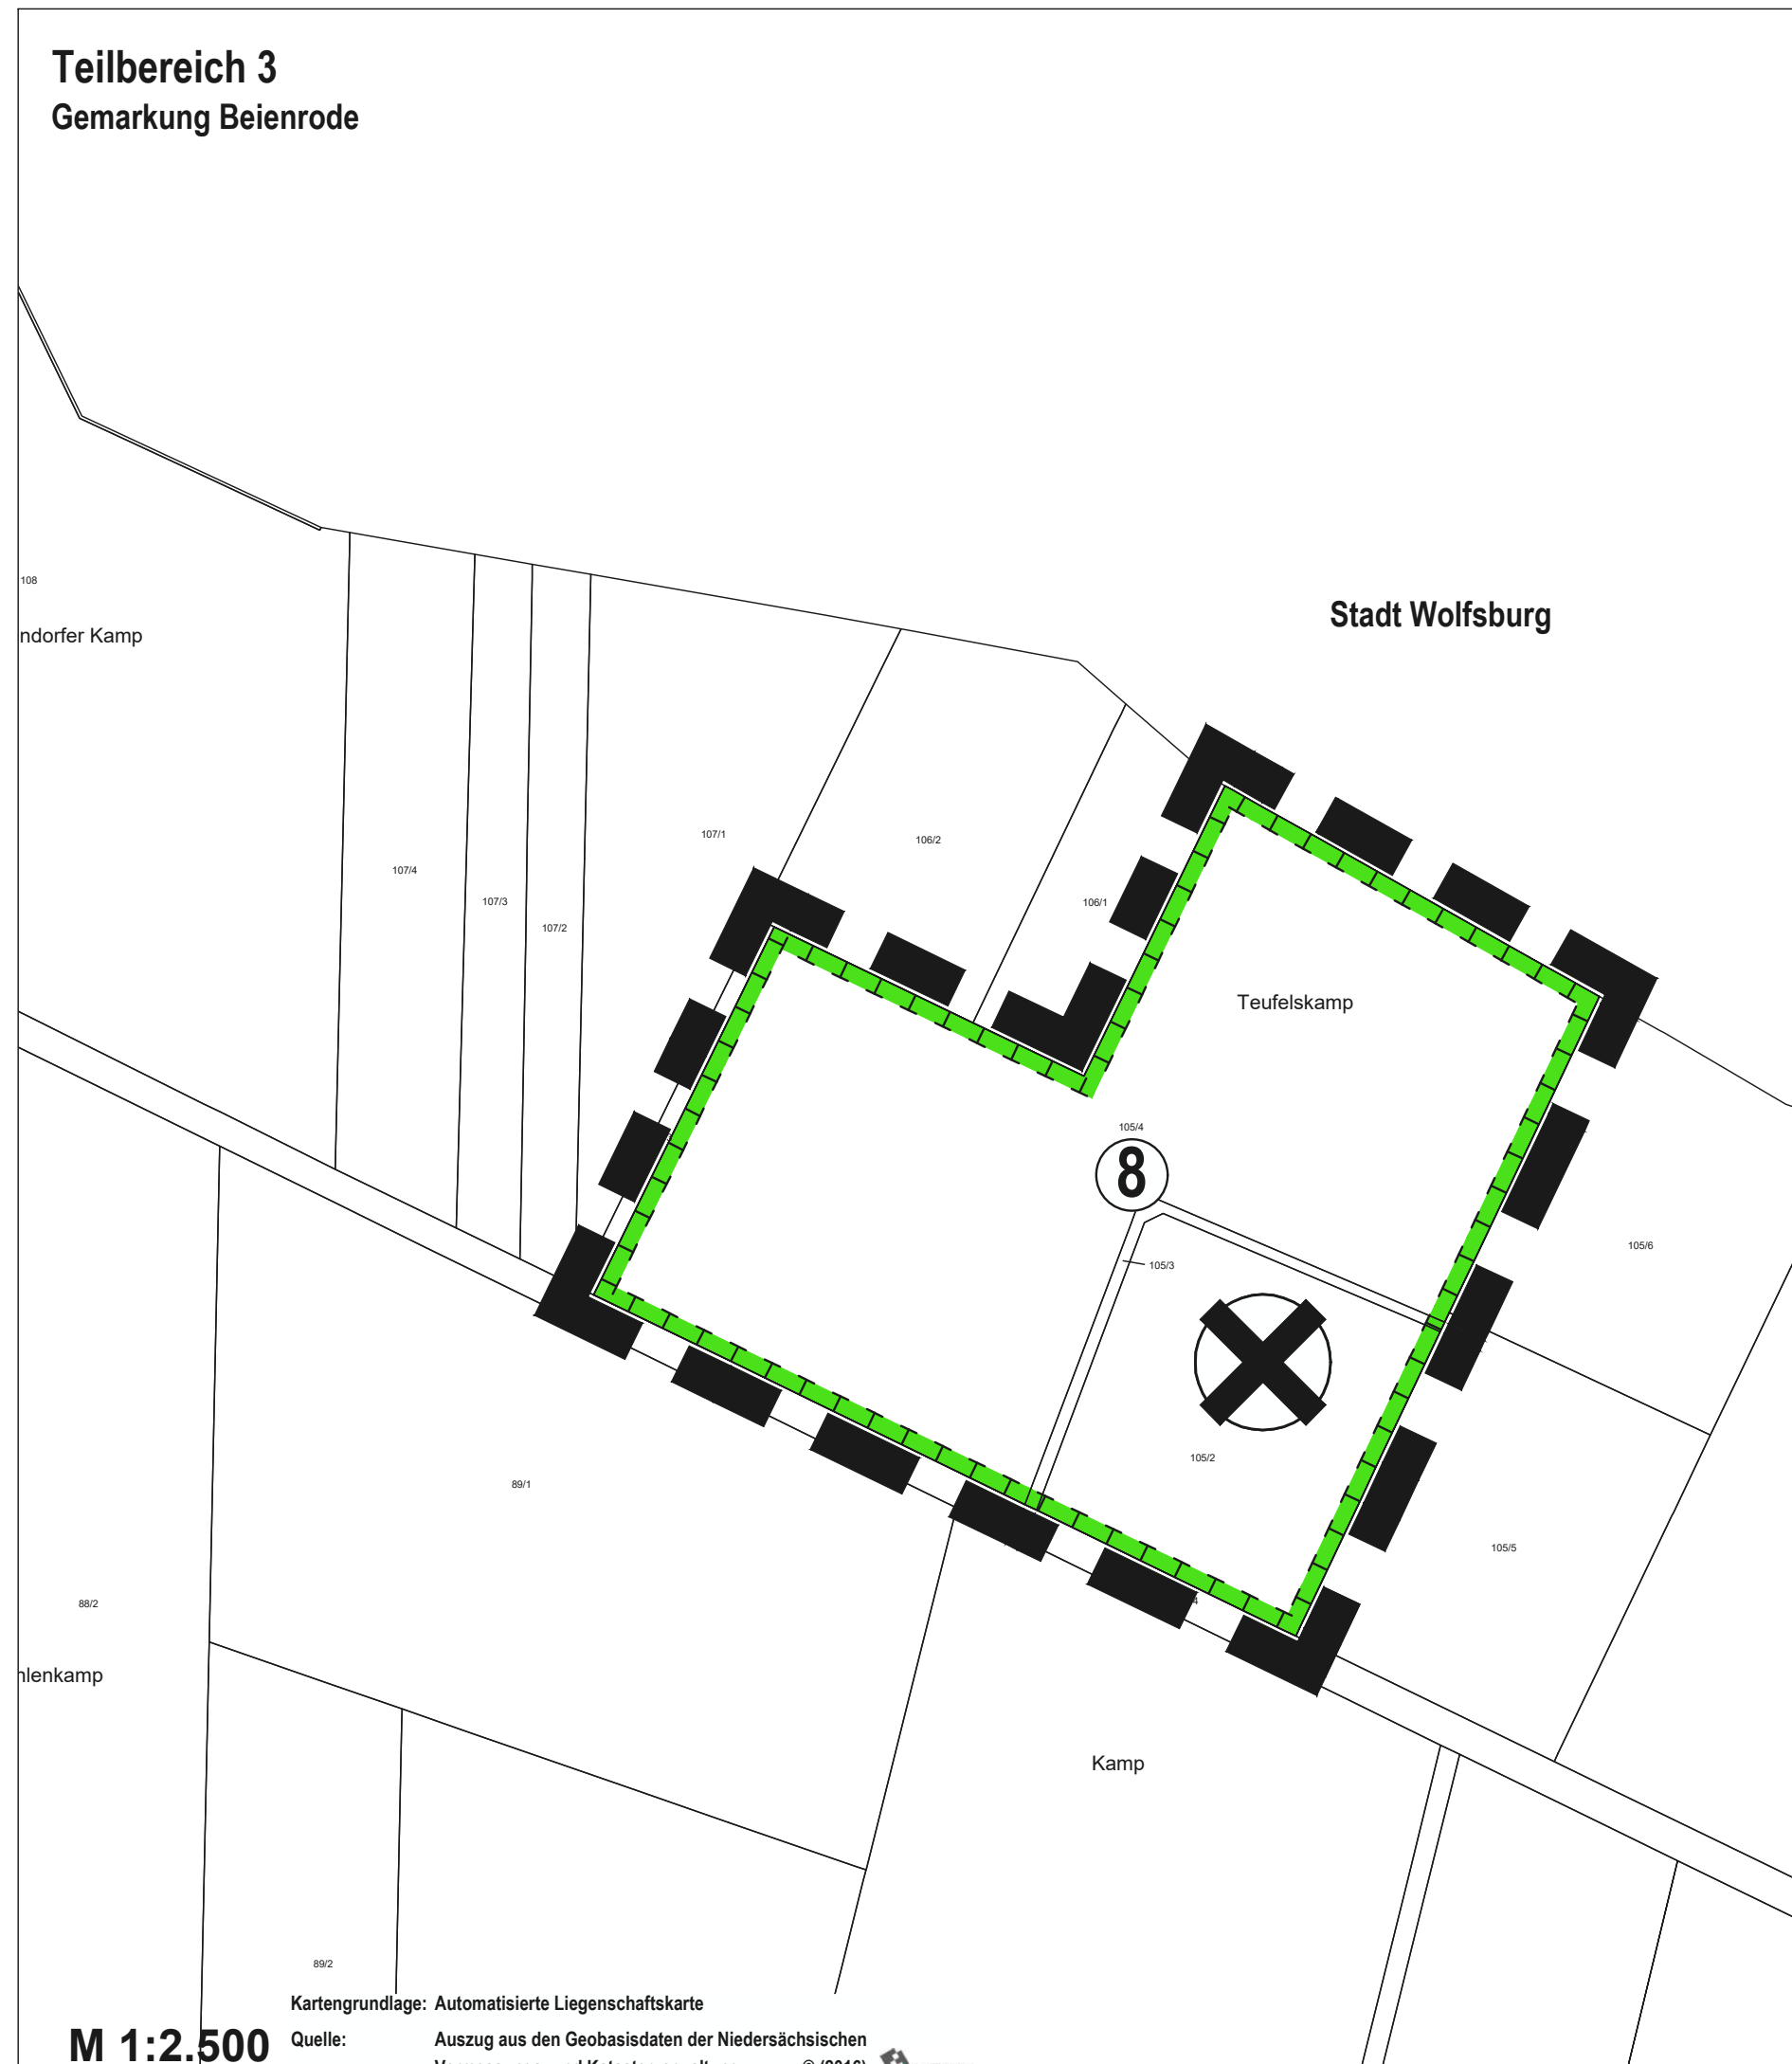 Teilbereich 3
Gemarkung Beienrode
108
ndorfer Kamp
Stadt Wolfsburg
107/1
106/2
107/4
107/3
106/1
107/2
Teufelskamp
105/4
8
105/6
105/3
105/2
89/1
105/5
88/2
4
Kamp
89/2
Kartengrundlage: Automatisierte Liegenschaftskarte
M 1:2.500
Quelle: Auszug aus den Geobasisdaten der Niedersächsischen